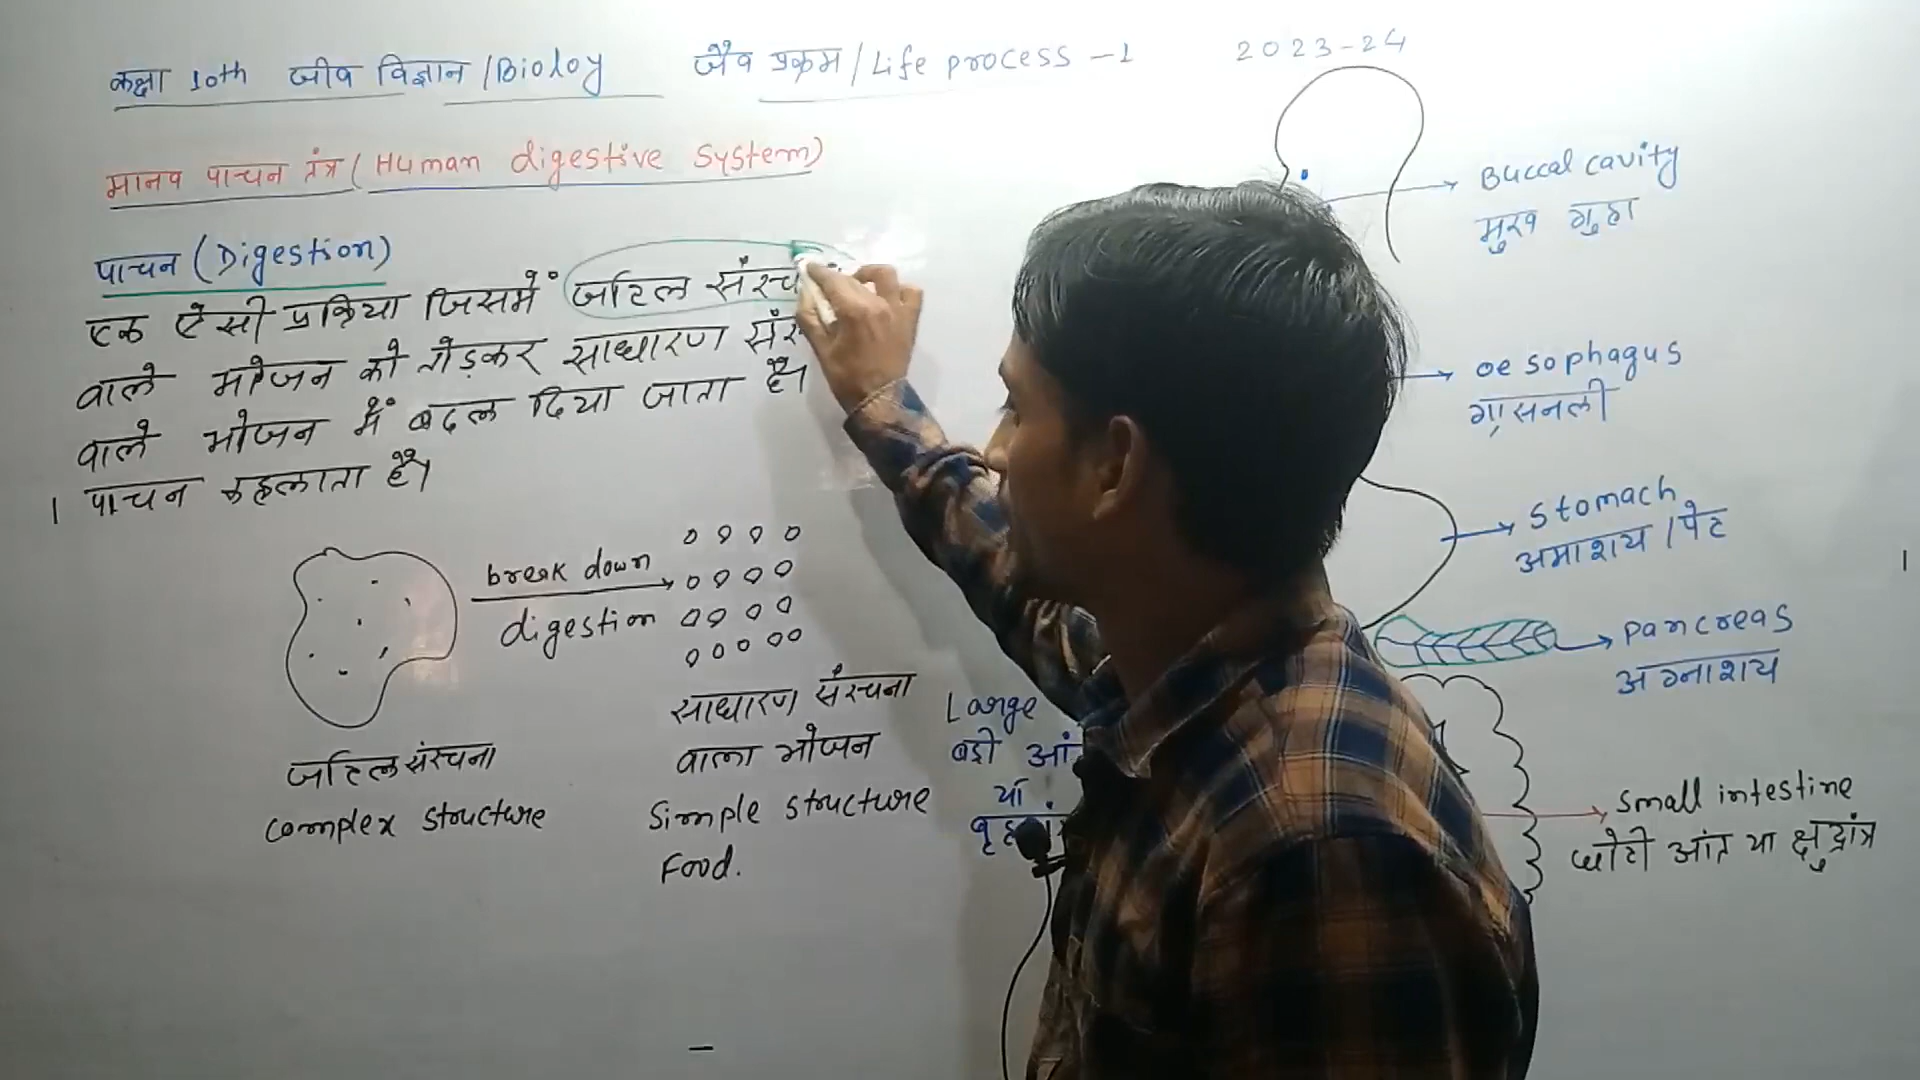 कक्षा 10th जीव विज्ञान/Bioloy
जैव प्रक्रम/Life process -1
2023-24
मानव पाचन तंत्र (Human digestive System)
पाचन (Digestion)
एक ऐसी प्रक्रिया जिसमें जटिल
वाले भोजन को तोड़कर साधारण
वाले भोजन में बदल दिया जाता है।
पाचन कहलाता है।
break down
digestion
जटिल संरचना
complex structure
साधारण संरचना
वाला भोजन
Simple structure
Food.
Large
बड़ी
या
Buccal cavity
मुख गुहा
oesophagus
ग्रासनली
Stomach
अमाशय/पेट
Pancreas
अग्नाशय
Small intestine
छोटी आंत या क्षुद्रांत्र